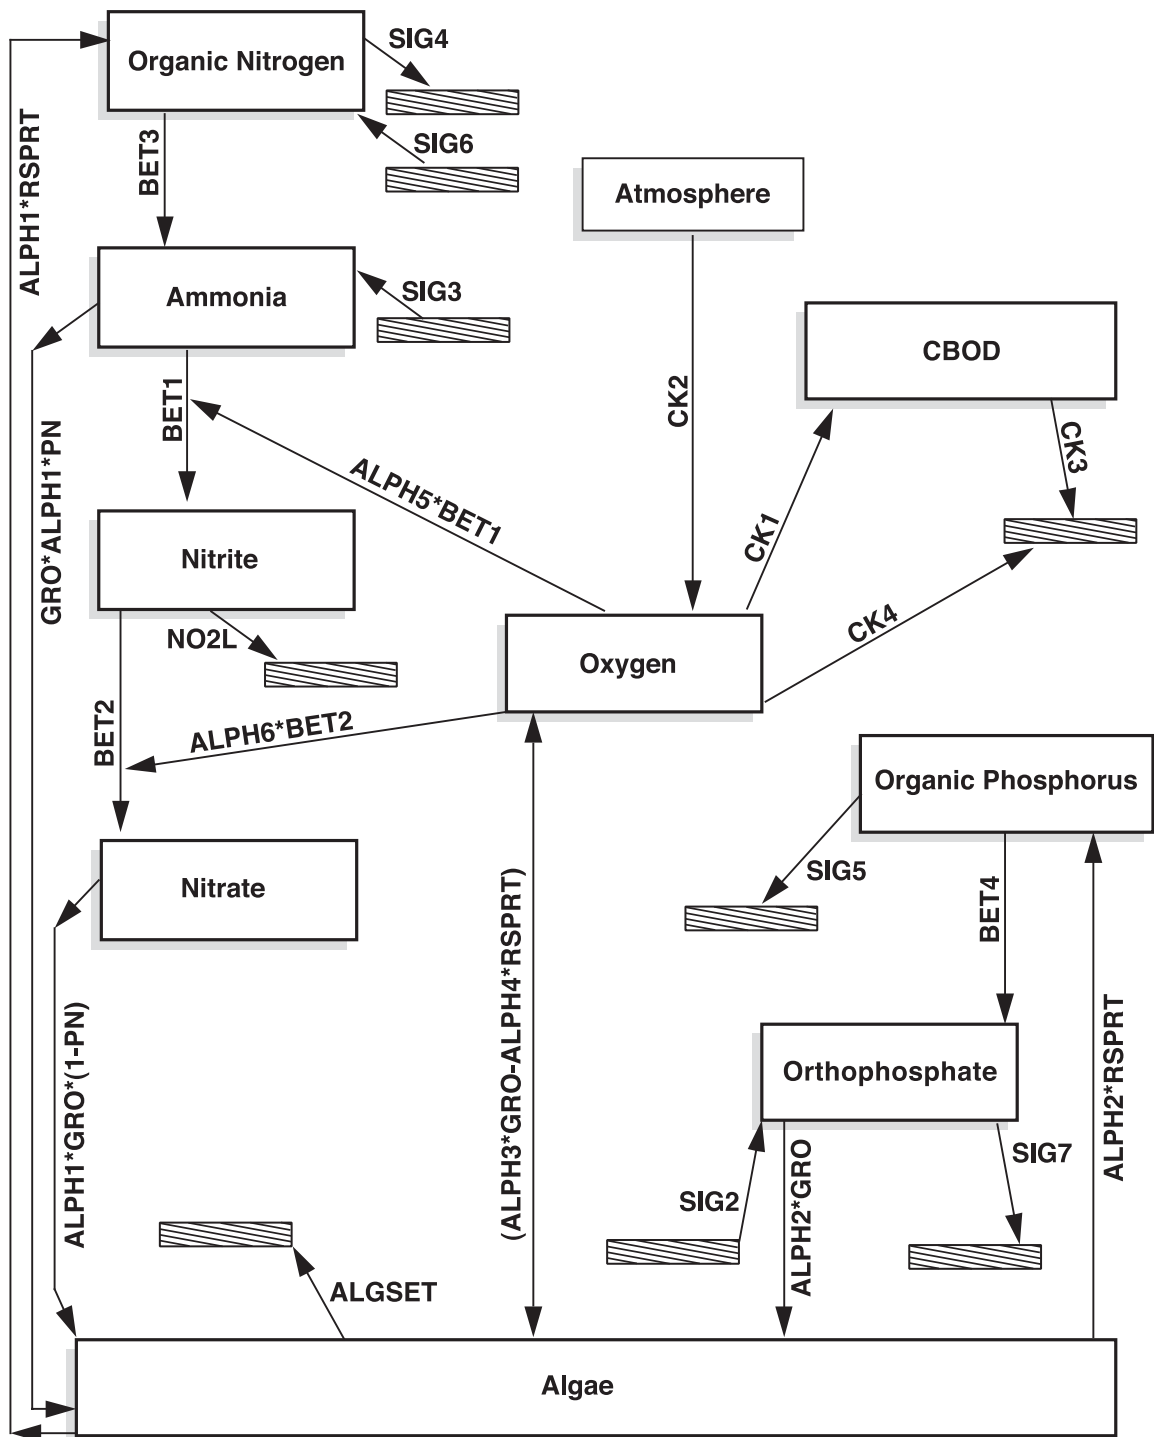 Organic Nitrogen
SIG4
SIG6
BET3
ALPH1*RSPRT
Atmosphere
Ammonia
SIG3
CBOD
BET1
CK2
CK3
GRO*ALPH1*PN
ALPH5*BET1
CK1
Nitrite
NO2L
Oxygen
CK4
BET2
ALPH6*BET2
Organic Phosphorus
Nitrate
SIG5
BET4
(ALPH3*GRO-ALPH4*RSPRT)
ALPH1*GRO*(1-PN)
Orthophosphate
ALPH2*RSPRT
SIG2
ALPH2*GRO
SIG7
ALGSET
Algae